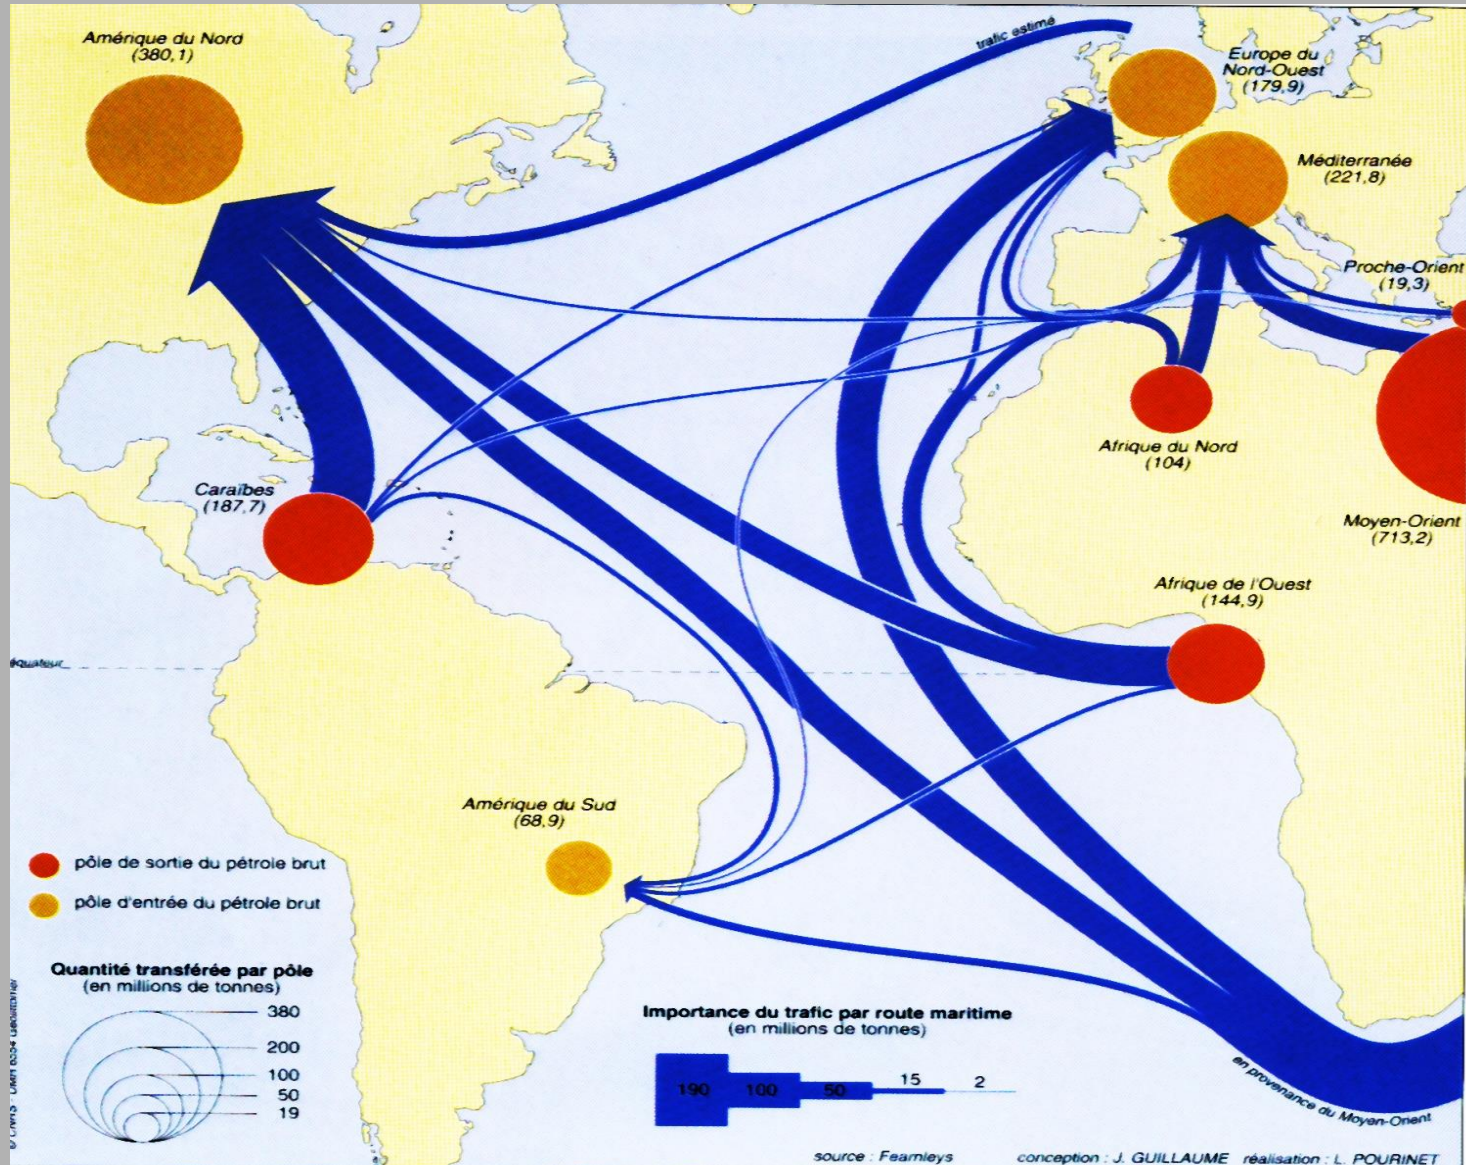 Amérique du Nord
(380,1)
trafic estimé
Europe du
Nord-Ouest
(179,9)
Méditerranée
(221,8)
Proche-Orient
(19,3)
Afrique du Nord
(104)
Caraïbes
(187,7)
Moyen-Orient
(713,2)
Afrique de l'Ouest
(144,9)
équateur
Amérique du Sud
(68,9)
pôle de sortie du pétrole brut
pôle d'entrée du pétrole brut
Quantité transférée par pôle
(en millions de tonnes)
380
200
100
50
19
Importance du trafic par route maritime
(en millions de tonnes)
190 100 50 15 2
en provenance du Moyen-Orient
source : Fearnleys
conception : J. GUILLAUME réalisation : L. POURINET
© CNRS - UMR 6554